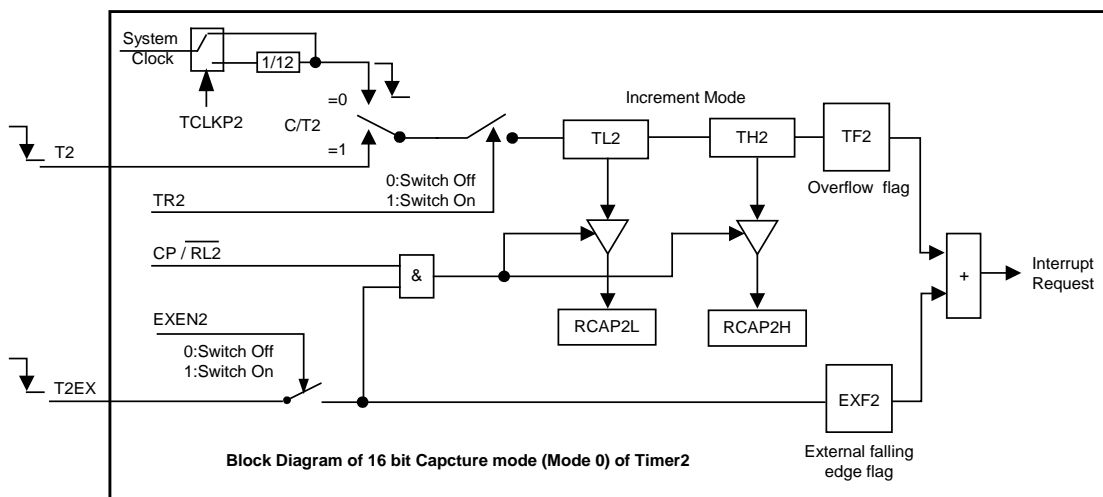 System
Clock
1/12
TCLKP2
=0
C/T2
=1
Increment Mode
TL2
TH2
TF2
Overflow flag
T2
0:Switch Off
1:Switch On
TR2
CP / RL2
&
+
Interrupt
Request
RCAP2L
RCAP2H
EXEN2
0:Switch Off
1:Switch On
T2EX
EXF2
External falling
edge flag
Block Diagram of 16 bit Capcture mode (Mode 0) of Timer2